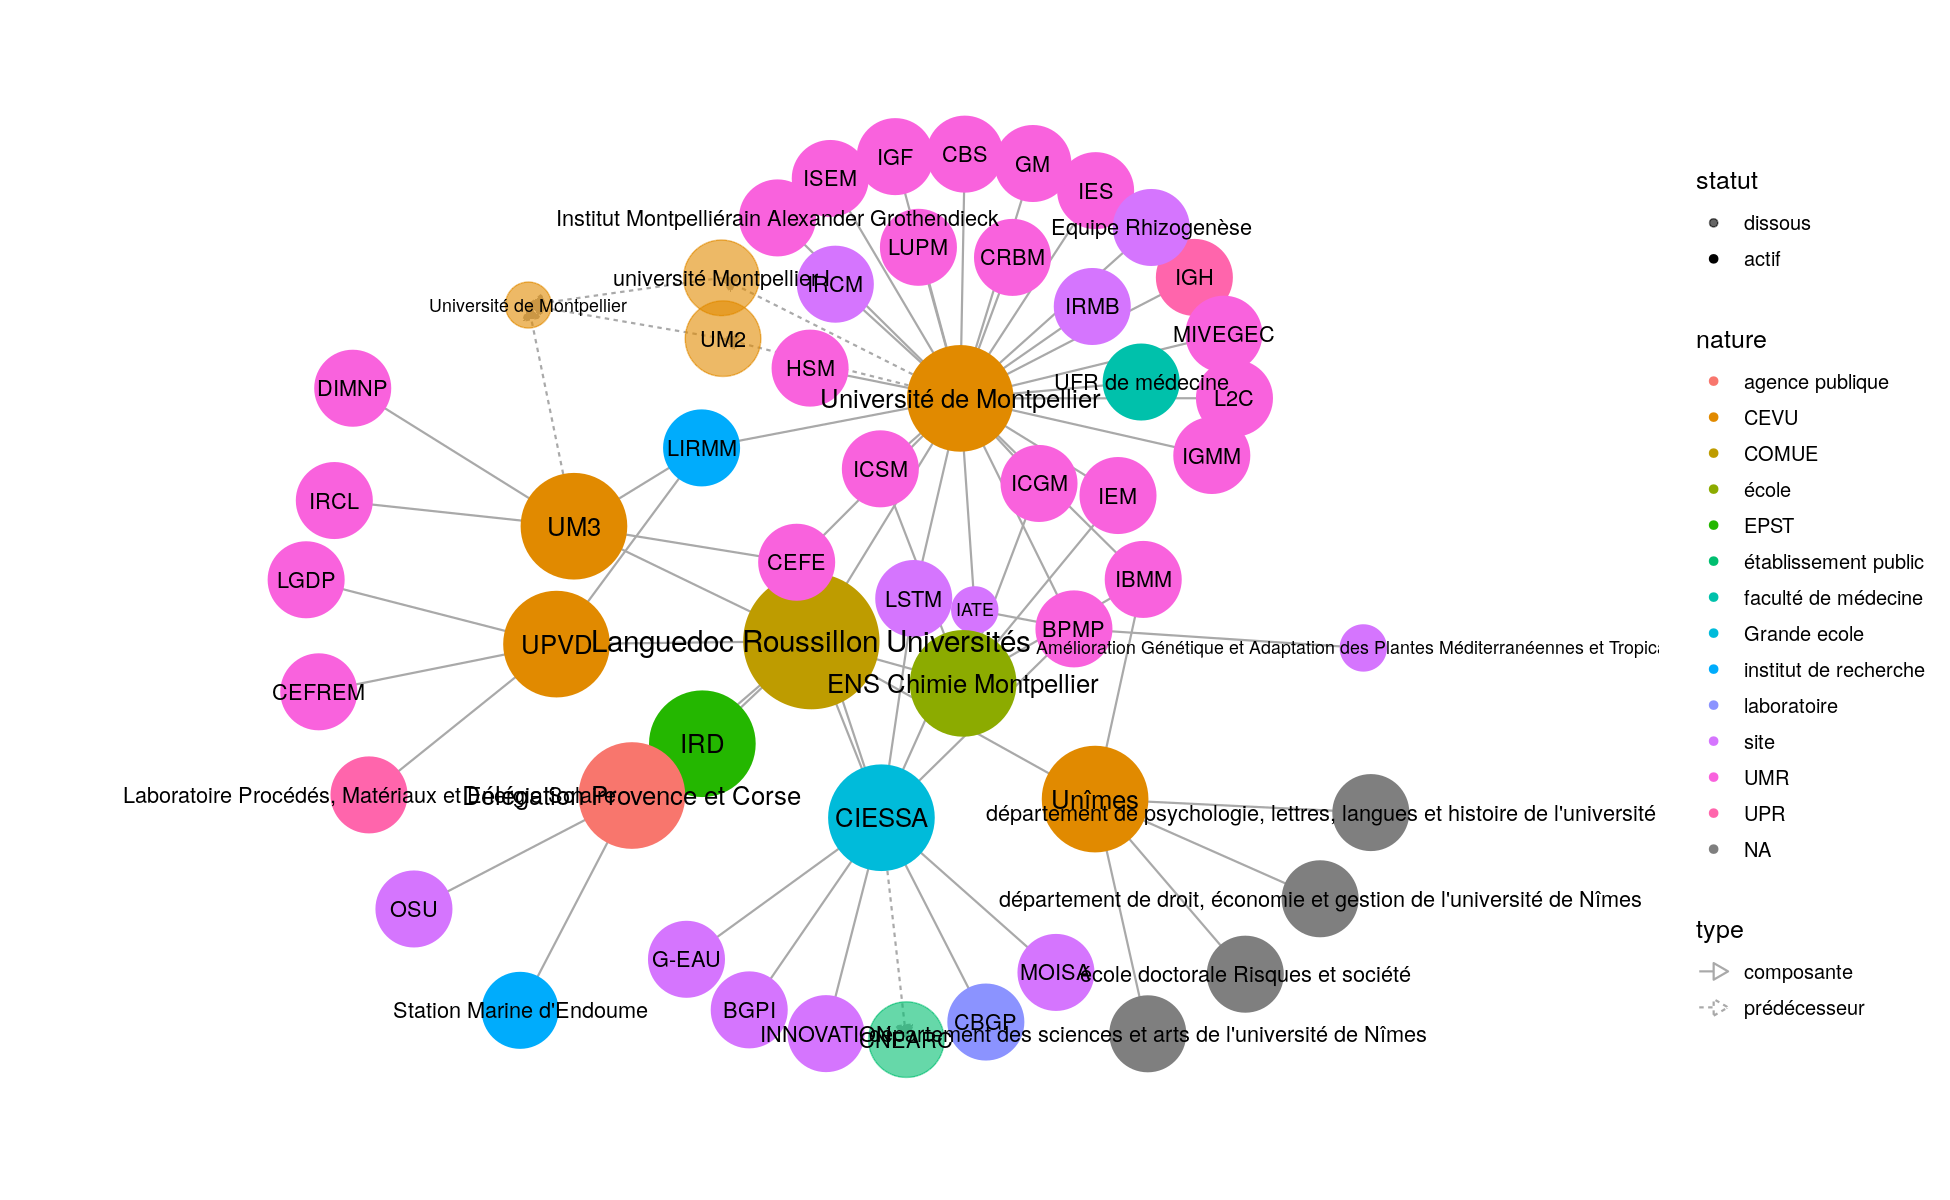 IGF
CBS
GM
ISEM
IES
Institut Montpelliérain Alexander Grothendieck
Equipe Rhizogenèse
LUPM
CRBM
IGH
université Montpellier I
IRCM
Université de Montpellier
IRMB
MIVEGEC
UM2
HSM
UFR de médecine
DIMNP
Université de Montpellier
L2C
LIRMM
IGMM
ICSM
ICGM
IEM
IRCL
UM3
CEFE
LGDP
IBMM
LSTM
IATE
BPMP
UPVD
Languedoc Roussillon Universités
Amélioration Génétique et Adaptation des Plantes Méditerranéennes et Tropica
ENS Chimie Montpellier
CEFREM
IRD
Laboratoire Procédés, Matériaux et Energie Solaire
Délégation Provence et Corse
Unîmes
CIESSA
département de psychologie, lettres, langues et histoire de l'université
département de droit, économie et gestion de l'université de Nîmes
OSU
G-EAU
MOISA
école doctorale Risques et société
Station Marine d'Endoume
BGPI
CBGP
INNOVATION
CNEARC
département des sciences et arts de l'université de Nîmes
statut
dissous
actif
nature
agence publique
CEVU
COMUE
école
EPST
établissement public
faculté de médecine
Grande ecole
institut de recherche
laboratoire
site
UMR
UPR
NA
type
composante
prédécesseur